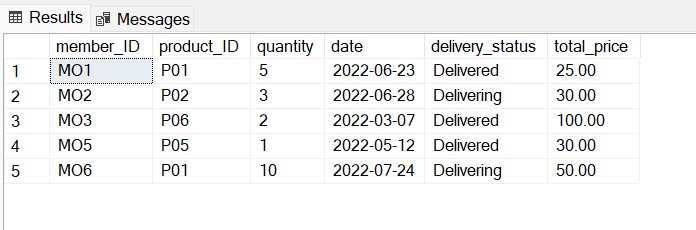 Results Messages
member_ID product_ID quantity date delivery_status total_price
1 MO1 P01 5 2022-06-23 Delivered 25.00
2 MO2 P02 3 2022-06-28 Delivering 30.00
3 MO3 P06 2 2022-03-07 Delivered 100.00
4 MO5 P05 1 2022-05-12 Delivered 30.00
5 MO6 P01 10 2022-07-24 Delivering 50.00